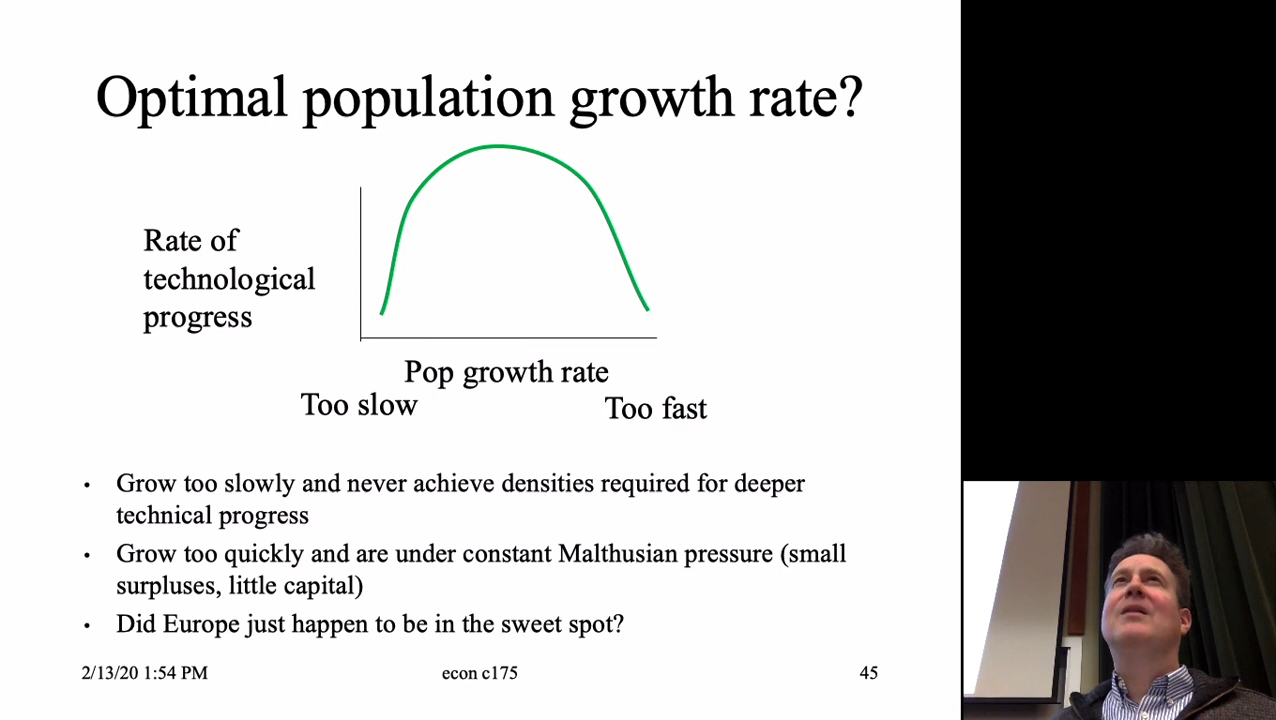 Optimal population growth rate?
Rate of
technological
progress
Pop growth rate
Too slow
Too fast
• Grow too slowly and never achieve densities required for deeper
technical progress
• Grow too quickly and are under constant Malthusian pressure (small
surpluses, little capital)
• Did Europe just happen to be in the sweet spot?
2/13/20 1:54 PM
econ c175
45